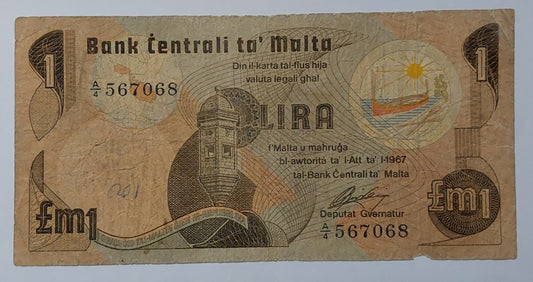 1
Bank Ċentrali ta' Malta
1
Din il-karta tal-flus hija
valuta legali għal
A/4 567068
LIRA
f'Malta u maħruġa
bl-awtorità ta' l-Att ta' l-1967
tal-Bank Ċentrali ta' Malta
201
Deputat Gvernatur
£m1
A/4 567068
£m1